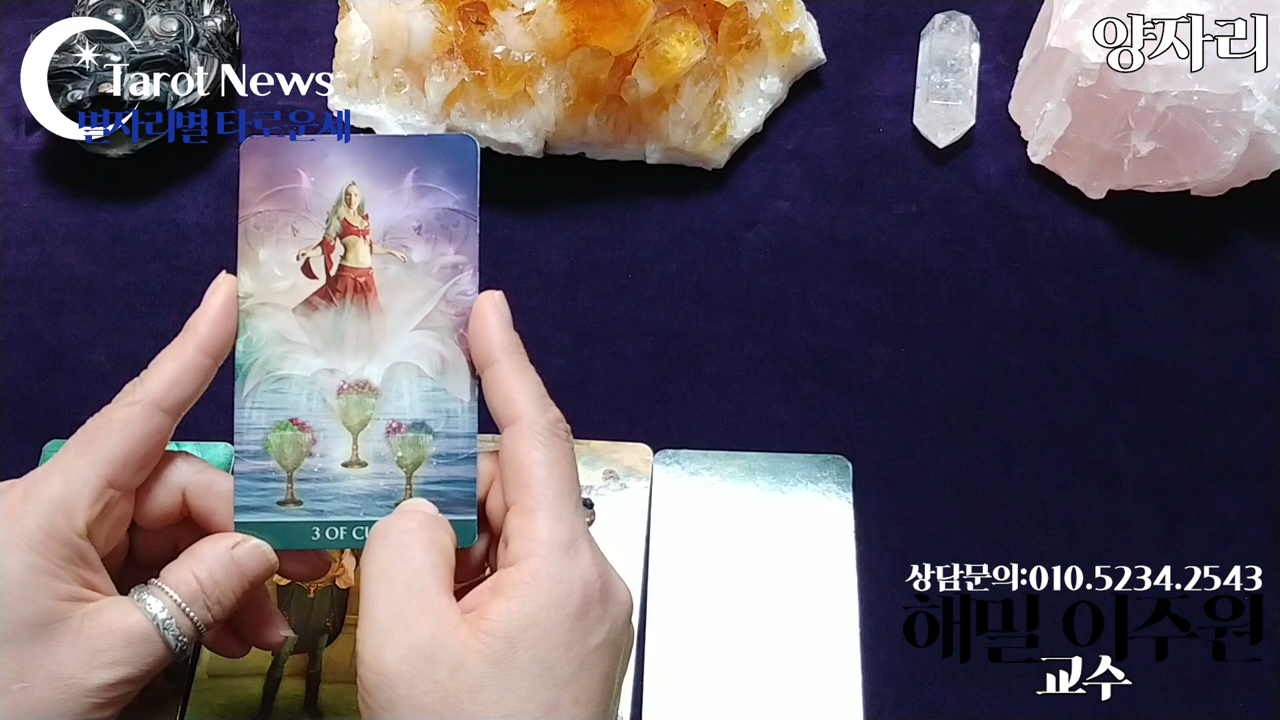 Tarot News
별자리별 타로운세
양자리
3 OF CU
상담문의:010.5234.2543
해밀 이주원
교수